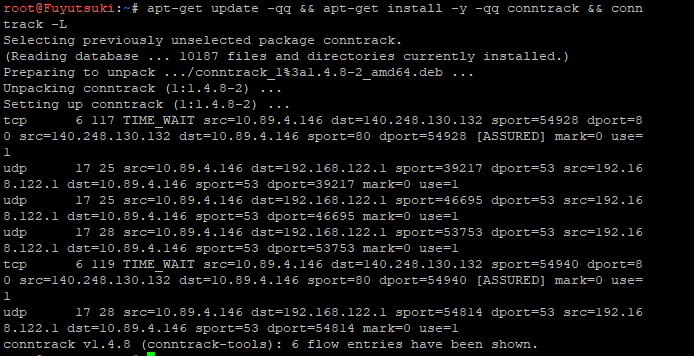 root@Fuyutsuki:~# apt-get update -qq && apt-get install -y -qq conntrack && conn
track -L
Selecting previously unselected package conntrack.
(Reading database ... 10187 files and directories currently installed.)
Preparing to unpack .../conntrack_1%3a1.4.8-2_amd64.deb ...
Unpacking conntrack (1:1.4.8-2) ...
Setting up conntrack (1:1.4.8-2) ...
tcp      6 117 TIME_WAIT src=10.89.4.146 dst=140.248.130.132 sport=54928 dport=8
0 src=140.248.130.132 dst=10.89.4.146 sport=80 dport=54928 [ASSURED] mark=0 use=
1
udp      17 25 src=10.89.4.146 dst=192.168.122.1 sport=39217 dport=53 src=192.16
8.122.1 dst=10.89.4.146 sport=53 dport=39217 mark=0 use=1
udp      17 25 src=10.89.4.146 dst=192.168.122.1 sport=46695 dport=53 src=192.16
8.122.1 dst=10.89.4.146 sport=53 dport=46695 mark=0 use=1
udp      17 28 src=10.89.4.146 dst=192.168.122.1 sport=53753 dport=53 src=192.16
8.122.1 dst=10.89.4.146 sport=53 dport=53753 mark=0 use=1
tcp      6 119 TIME_WAIT src=10.89.4.146 dst=140.248.130.132 sport=54940 dport=8
0 src=140.248.130.132 dst=10.89.4.146 sport=80 dport=54940 [ASSURED] mark=0 use=
1
udp      17 28 src=10.89.4.146 dst=192.168.122.1 sport=54814 dport=53 src=192.16
8.122.1 dst=10.89.4.146 sport=53 dport=54814 mark=0 use=1
conntrack v1.4.8 (conntrack-tools): 6 flow entries have been shown.